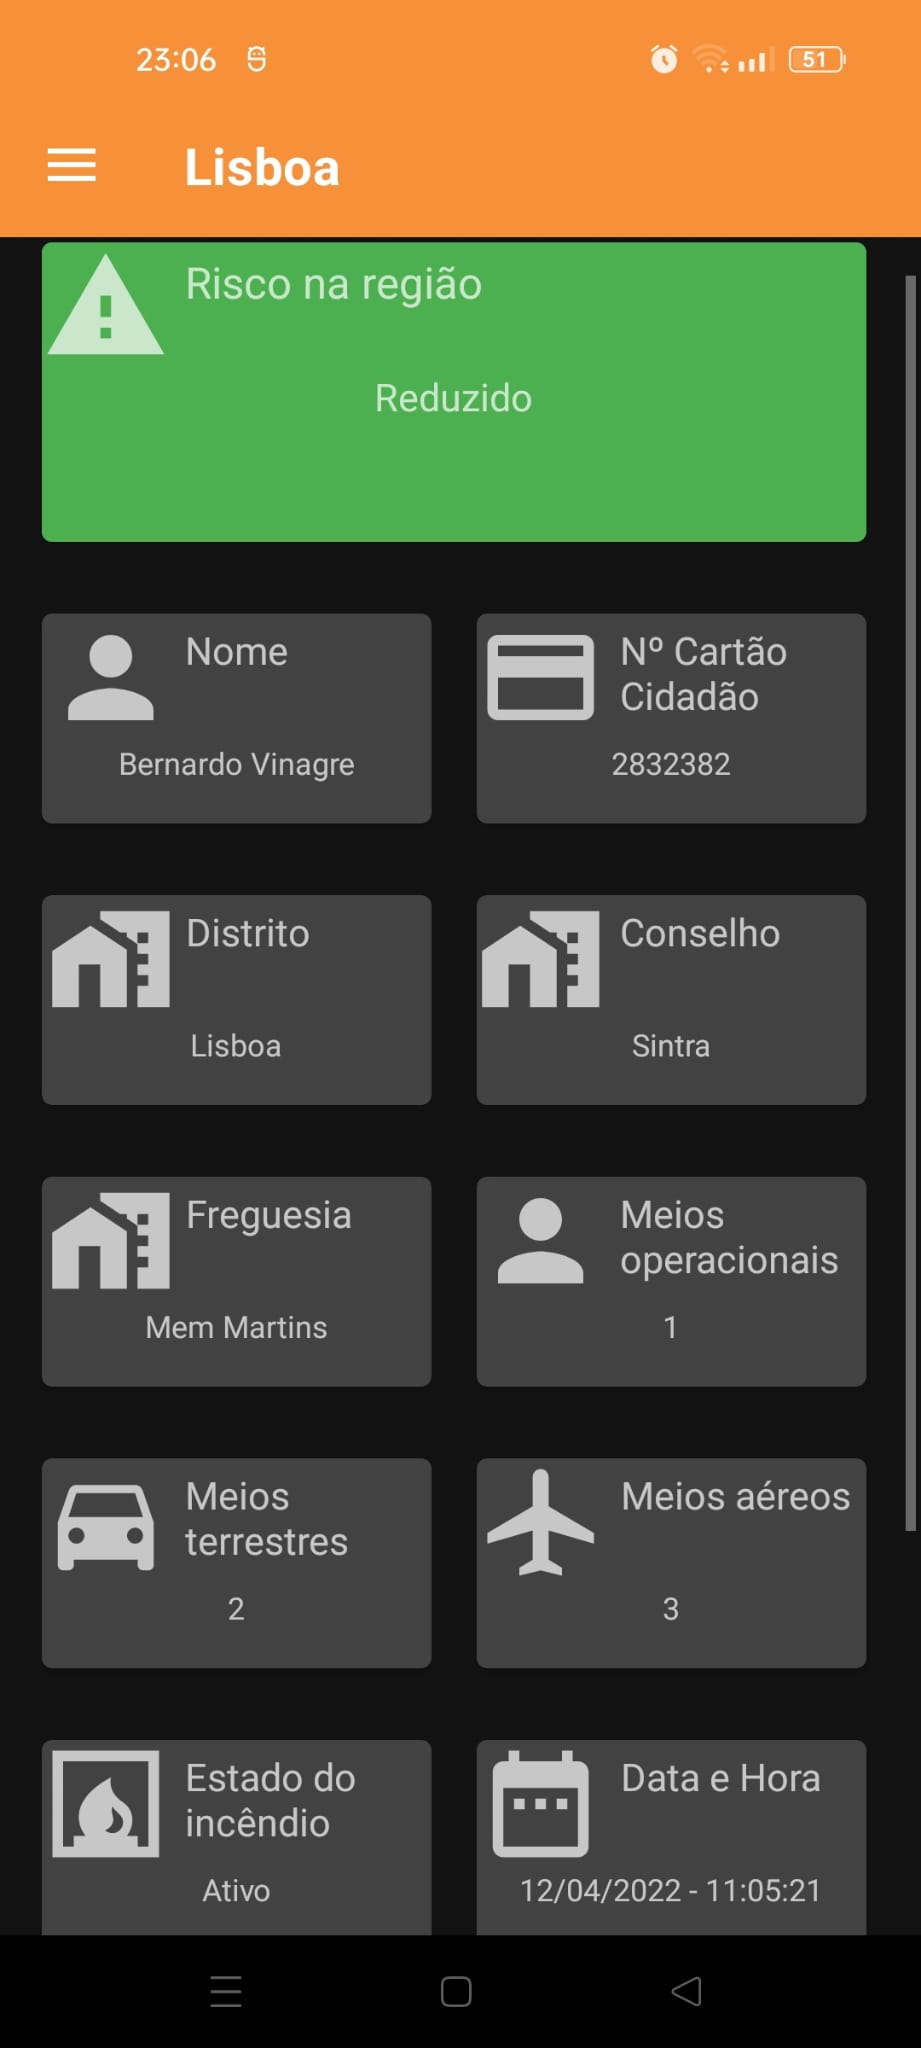 23:06
51
Lisboa
Risco na região
Reduzido
Nome
Bernardo Vinagre
Nº Cartão
Cidadão
2832382
Distrito
Lisboa
Conselho
Sintra
Freguesia
Mem Martins
Meios
operacionais
1
Meios
terrestres
2
Meios aéreos
3
Estado do
incêndio
Ativo
Data e Hora
12/04/2022 - 11:05:21